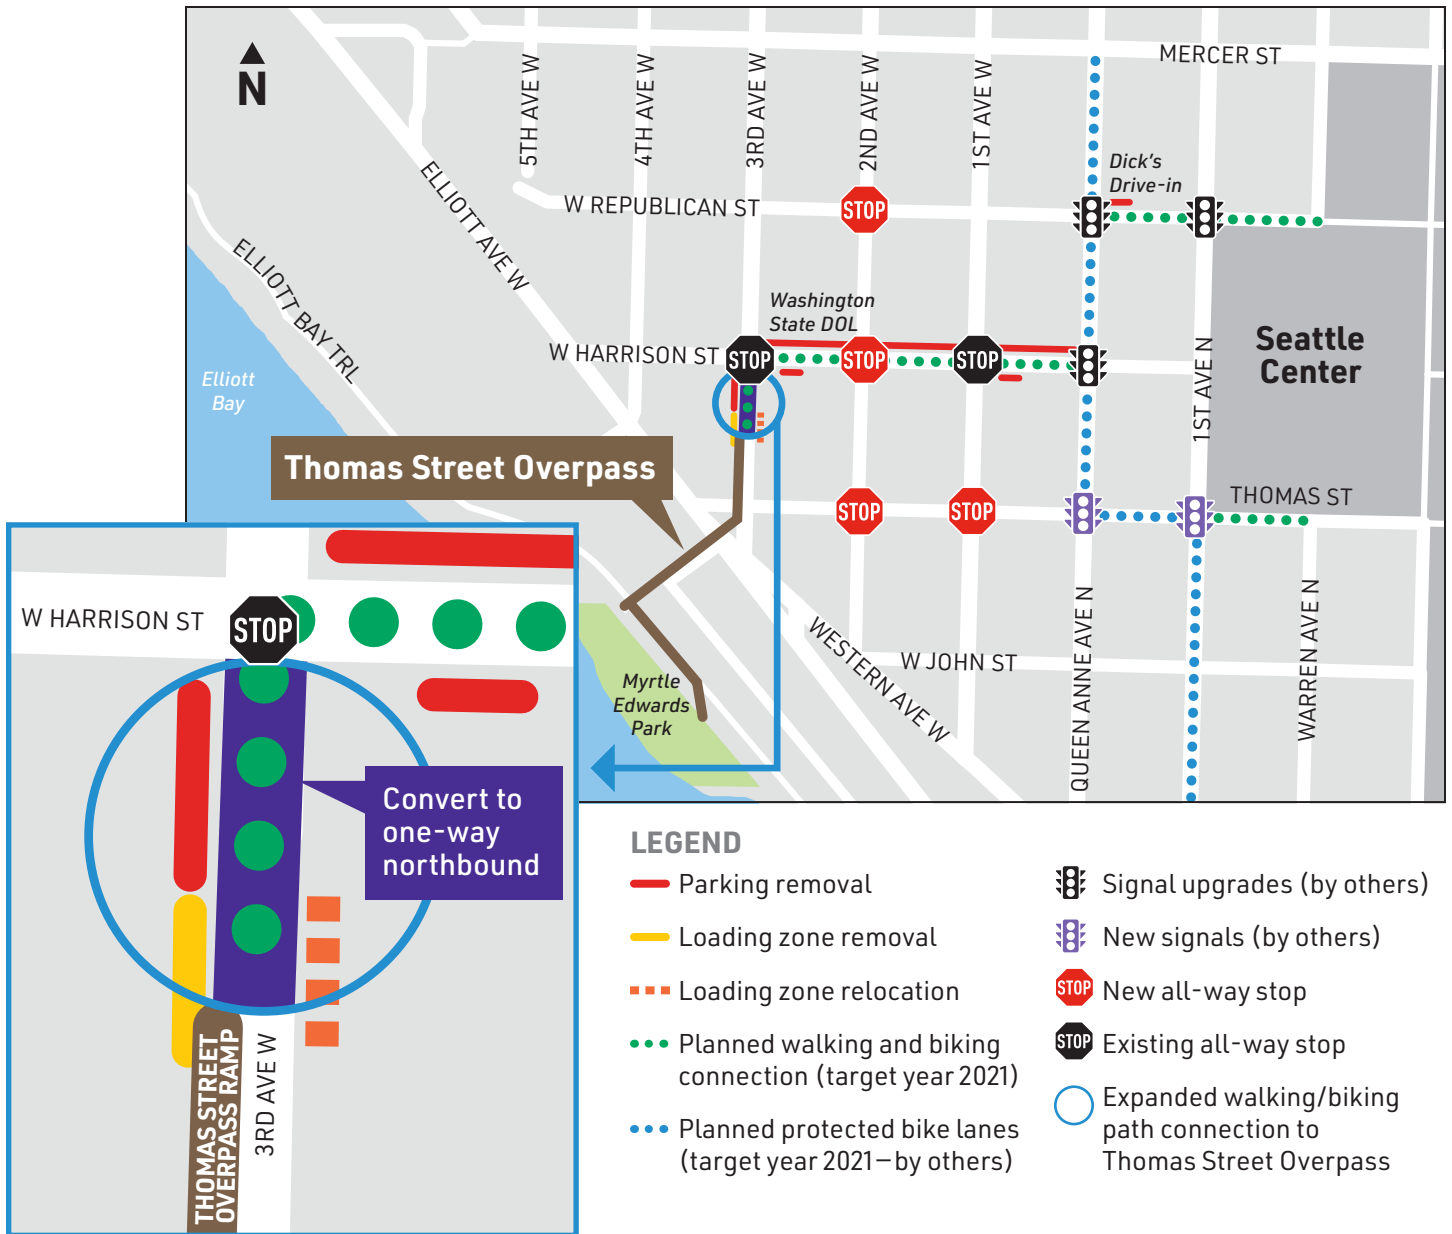 N
MERCER ST
5TH AVE W
4TH AVE W
3RD AVE W
2ND AVE W
1ST AVE W
Dick's
Drive-in
ELLIOTT AVE W
W REPUBLICAN ST
STOP
ELLIOTT BAY TRL
Washington
State DOL
W HARRISON ST
STOP
STOP
STOP
Seattle
Center
1ST AVE N
Elliott
Bay
Thomas Street Overpass
STOP
STOP
THOMAS ST
QUEEN ANNE AVE N
WARREN AVE N
WESTERN AVE W
W JOHN ST
Myrtle
Edwards
Park
W HARRISON ST
STOP
Convert to
one-way
northbound
THOMAS STREET
OVERPASS RAMP
3RD AVE W
LEGEND
Parking removal
Loading zone removal
Loading zone relocation
Planned walking and biking
connection (target year 2021)
Planned protected bike lanes
(target year 2021—by others)
Signal upgrades (by others)
New signals (by others)
STOP New all-way stop
STOP Existing all-way stop
Expanded walking/biking
path connection to
Thomas Street Overpass